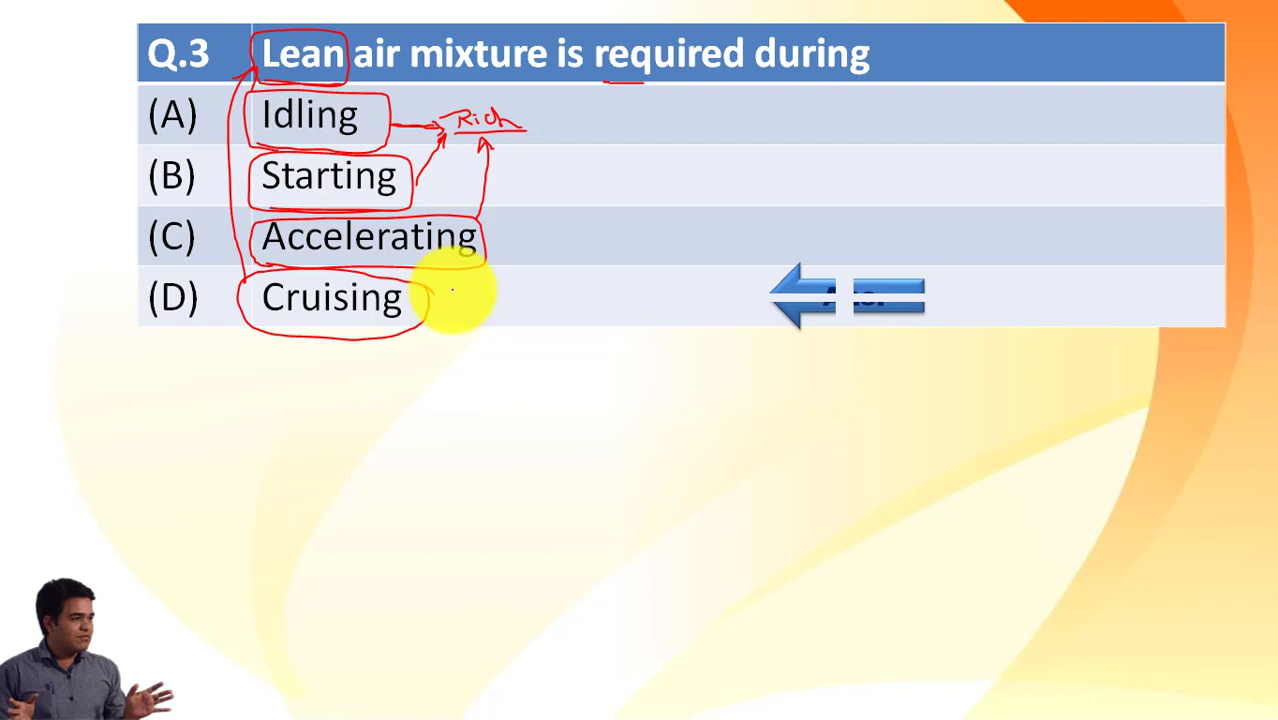 Q.3 Lean air mixture is required during
(A) Idling Rich
(B) Starting
(C) Accelerating
(D) Cruising